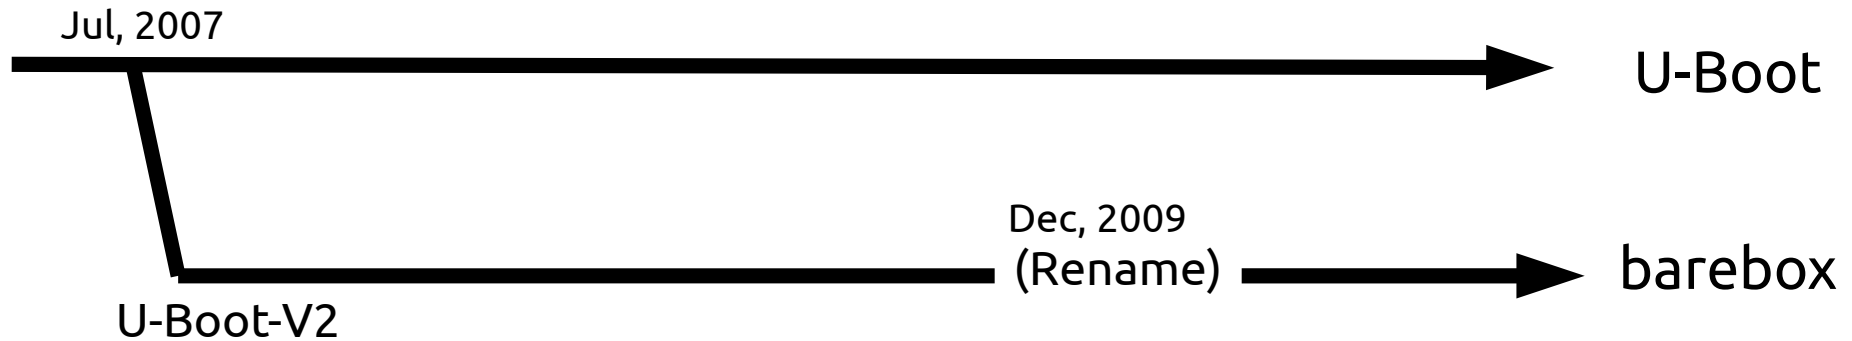 Jul, 2007
U-Boot
Dec, 2009
(Rename)
barebox
U-Boot-V2